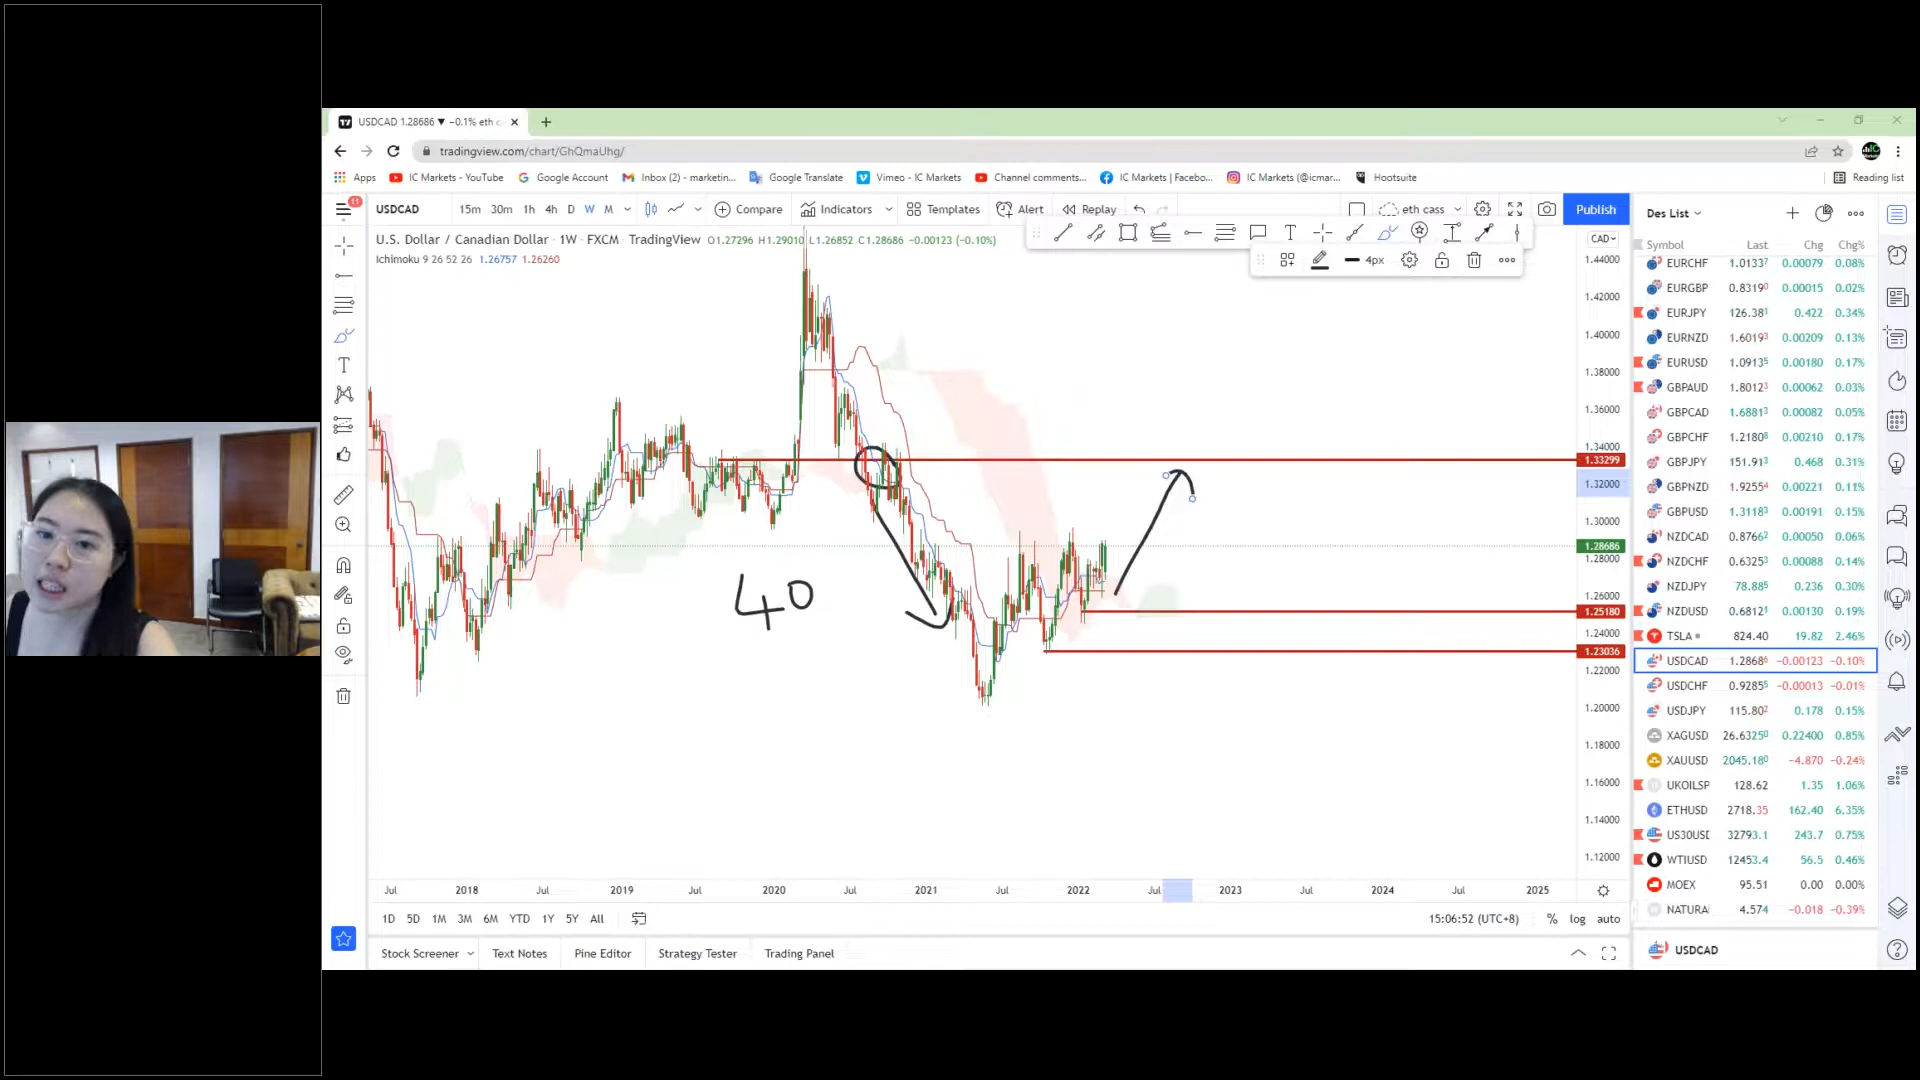 USDCAD 1.28686 ▼ −0.1% eth c
tradingview.com/chart/GhQmaUhg/
Apps IC Markets - YouTube Google Account Inbox (2) - marketin... Google Translate Vimeo - IC Markets Channel comments... IC Markets | Facebo... IC Markets (@icmar... Hootsuite Reading list
11 USDCAD 15m 30m 1h 4h D W M Compare Indicators Templates Alert Replay eth cass Publish
U.S. Dollar / Canadian Dollar · 1W · FXCM · TradingView O1.27296 H1.29010 L1.26852 C1.28686 −0.00123 (−0.10%)
Ichimoku 9 26 52 26 1.26757 1.26260
4px
CAD
1.44000
1.42000
1.40000
1.38000
1.36000
1.34000
1.33299
1.32000
1.30000
1.28686
1.28000
1.26000
1.25180
1.24000
1.23036
1.22000
1.20000
1.18000
1.16000
1.14000
1.12000
40
Jul 2018 Jul 2019 Jul 2020 Jul 2021 Jul 2022 Jul 2023 Jul 2024 Jul 2025
1D 5D 1M 3M 6M YTD 1Y 5Y All 15:06:52 (UTC+8) % log auto
Stock Screener Text Notes Pine Editor Strategy Tester Trading Panel
Des List
Symbol Last Chg Chg%
EURCHF 1.01337 0.00079 0.08%
EURGBP 0.83190 0.00015 0.02%
EURJPY 126.381 0.422 0.34%
EURNZD 1.60193 0.00209 0.13%
EURUSD 1.09135 0.00180 0.17%
GBPAUD 1.80123 0.00062 0.03%
GBPCAD 1.68813 0.00082 0.05%
GBPCHF 1.21808 0.00210 0.17%
GBPJPY 151.913 0.468 0.31%
GBPNZD 1.92554 0.00221 0.11%
GBPUSD 1.31183 0.00191 0.15%
NZDCAD 0.87662 0.00050 0.06%
NZDCHF 0.63253 0.00088 0.14%
NZDJPY 78.885 0.236 0.30%
NZDUSD 0.68121 0.00130 0.19%
TSLA 824.40 19.82 2.46%
USDCAD 1.28686 −0.00123 −0.10%
USDCHF 0.92855 −0.00013 −0.01%
USDJPY 115.802 0.178 0.15%
XAGUSD 26.63250 0.22400 0.85%
XAUUSD 2045.180 −4.870 −0.24%
UKOILSP 128.62 1.35 1.06%
ETHUSD 2718.35 162.40 6.35%
US30USD 32793.1 243.7 0.75%
WTIUSD 12453.4 56.5 0.46%
MOEX 95.51 0.00 0.00%
NATURA 4.574 −0.018 −0.39%
USDCAD